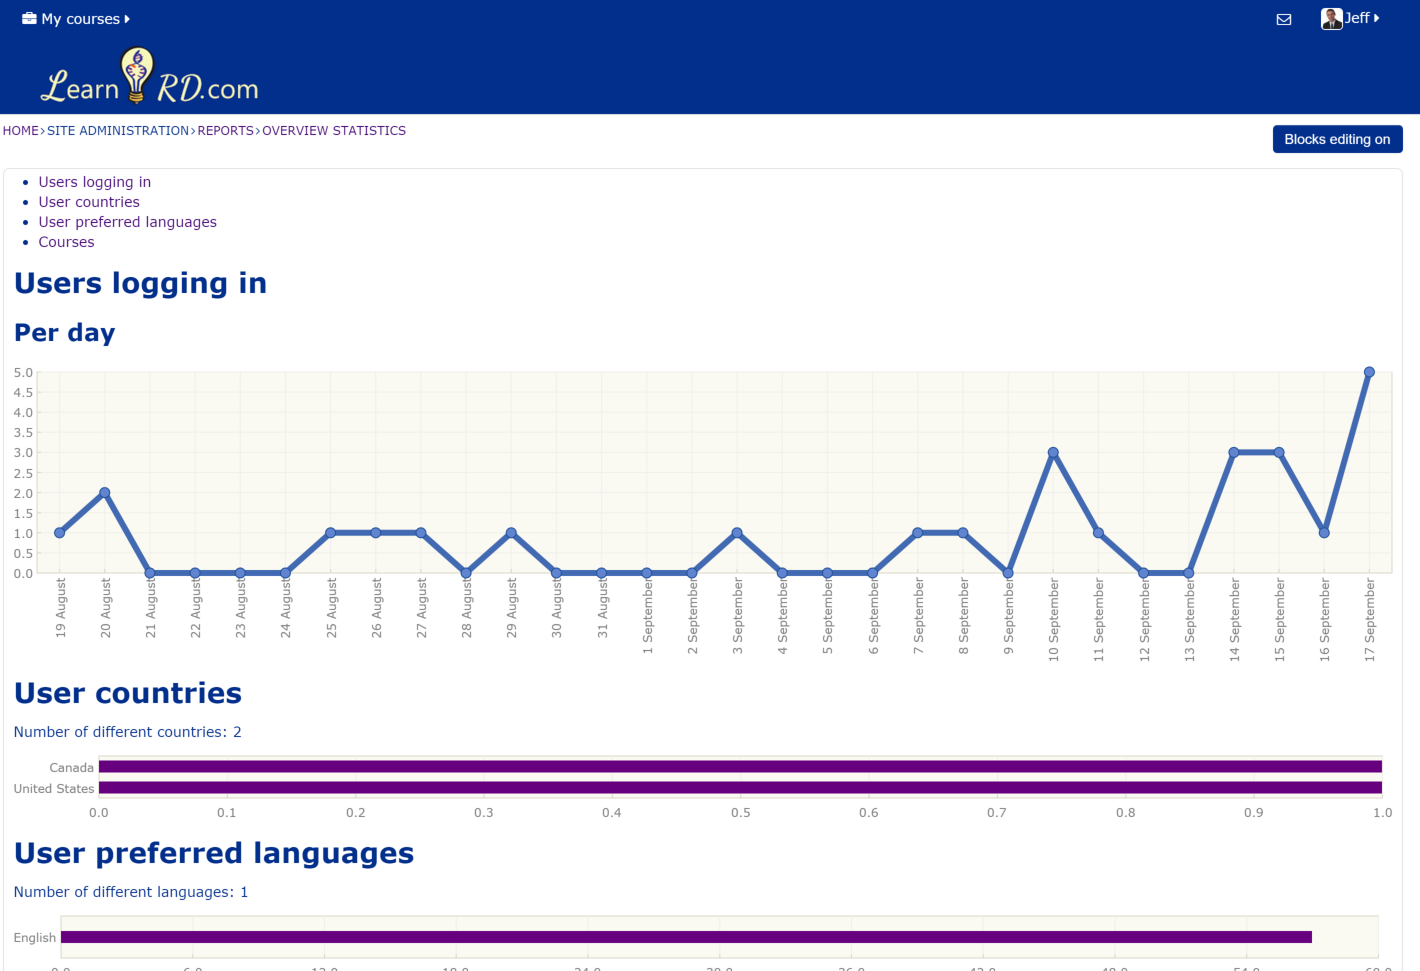 My courses
Jeff
Learn RD.com
HOME › SITE ADMINISTRATION › REPORTS › OVERVIEW STATISTICS
Blocks editing on
• Users logging in
• User countries
• User preferred languages
• Courses
Users logging in
Per day
5.0
4.5
4.0
3.5
3.0
2.5
2.0
1.5
1.0
0.5
0.0
19 August
20 August
21 August
22 August
23 August
24 August
25 August
26 August
27 August
28 August
29 August
30 August
31 August
1 September
2 September
3 September
4 September
5 September
6 September
7 September
8 September
9 September
10 September
11 September
12 September
13 September
14 September
15 September
16 September
17 September
User countries
Number of different countries: 2
Canada
United States
0.0 0.1 0.2 0.3 0.4 0.5 0.6 0.7 0.8 0.9 1.0
User preferred languages
Number of different languages: 1
English